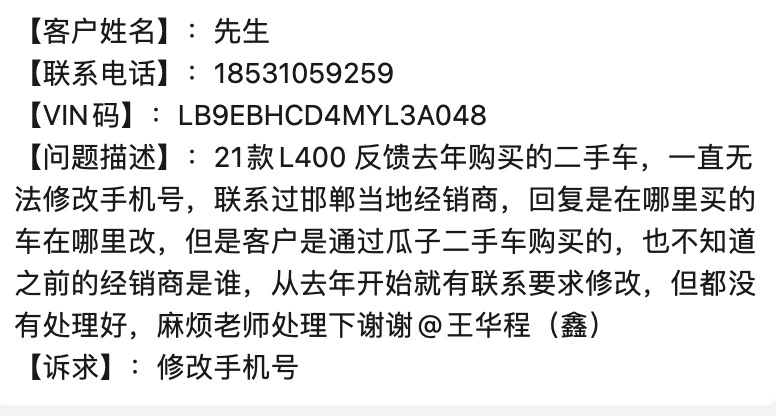 【客户姓名】：先生
【联系电话】：18531059259
【VIN码】：LB9EBHCD4MYL3A048
【问题描述】：21款L400 反馈去年购买的二手车，一直无
法修改手机号，联系过邯郸当地经销商，回复是在哪里买的
车在哪里改，但是客户是通过瓜子二手车购买的，也不知道
之前的经销商是谁，从去年开始就有联系要求修改，但都没
有处理好，麻烦老师处理下谢谢@王华程（鑫）
【诉求】：修改手机号